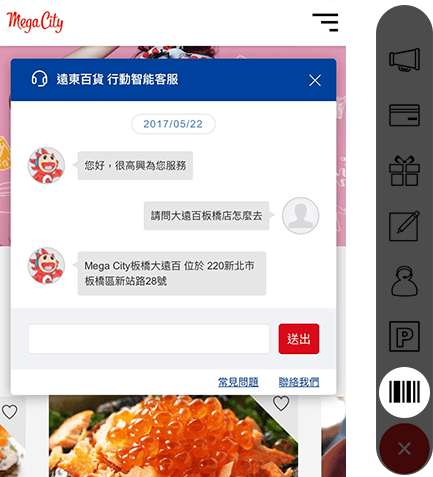 Mega City
遠東百貨 行動智能客服
2017/05/22
您好，很高興為您服務
請問大遠百板橋店怎麼去
Mega City板橋大遠百 位於 220新北市
板橋區新站路28號
送出
常見問題 聯絡我們
P